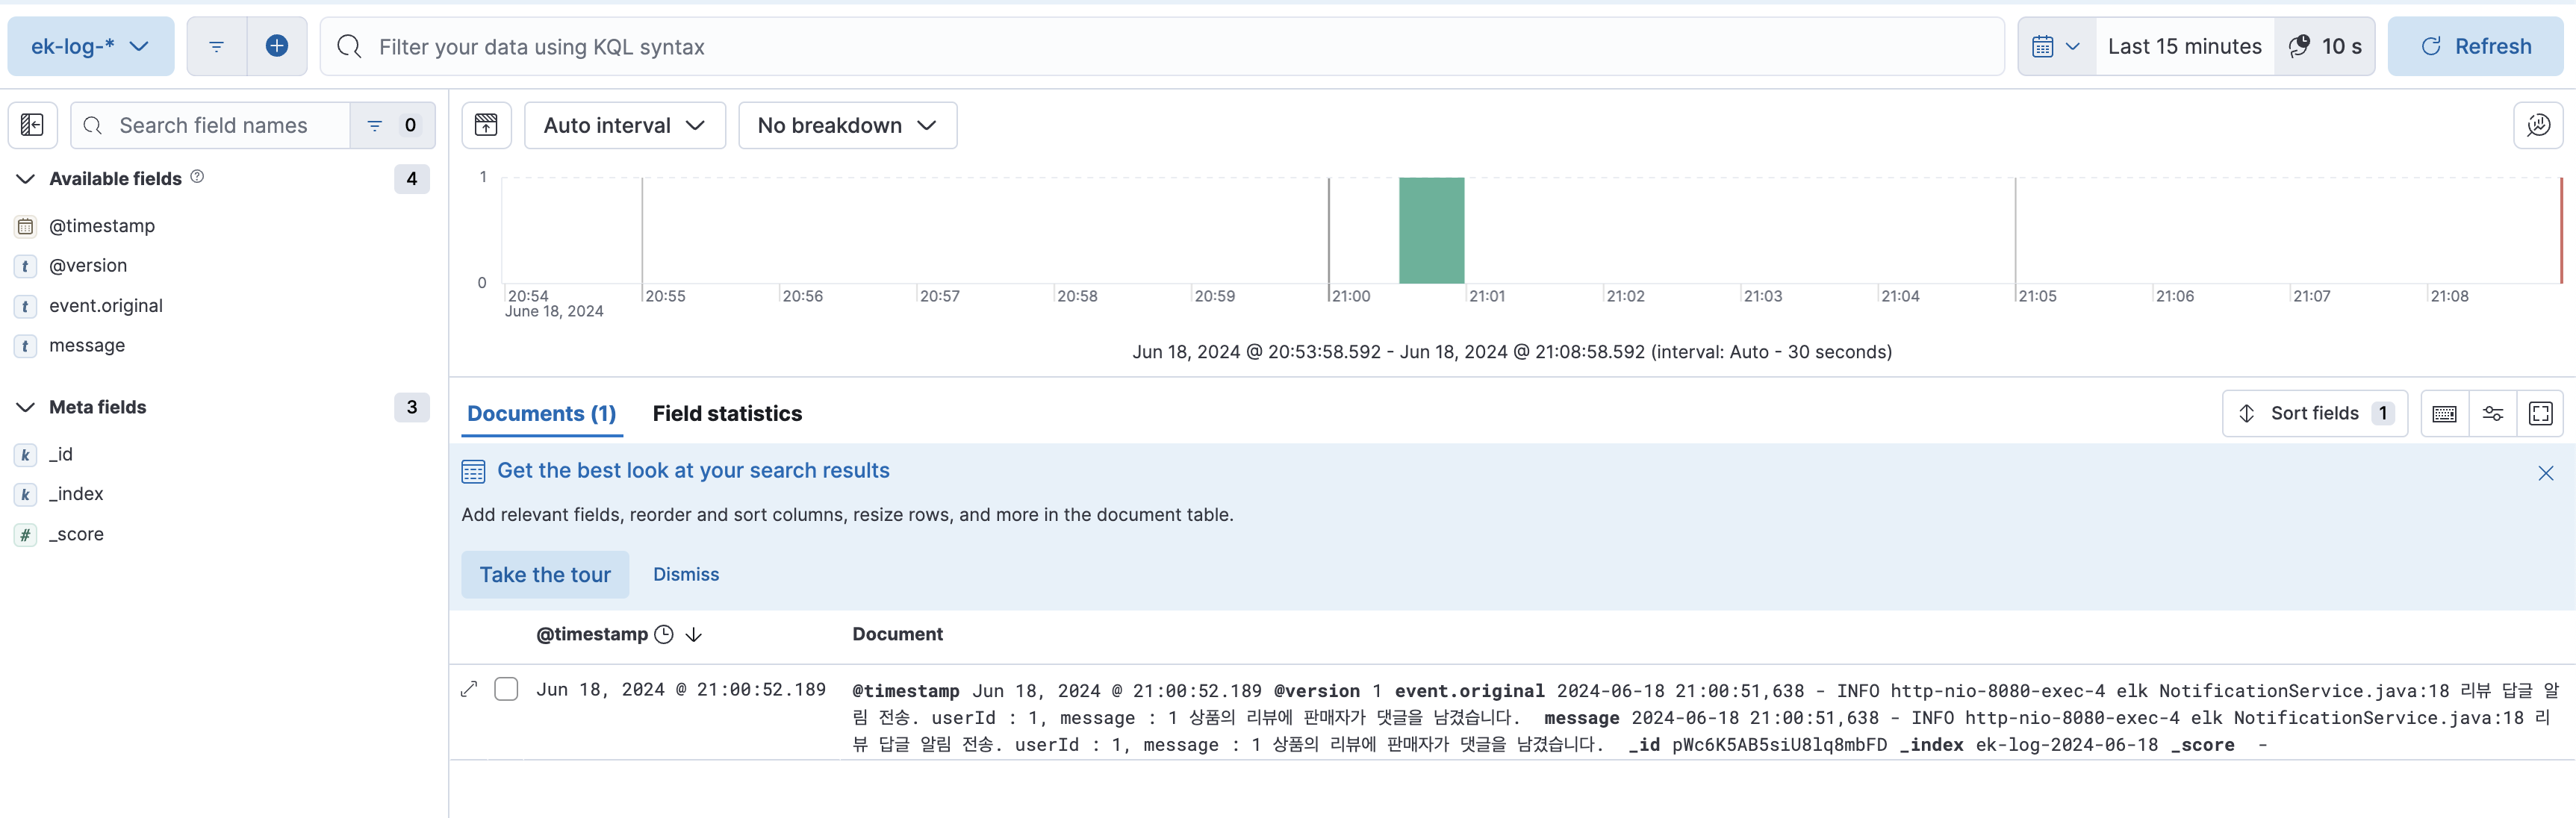 ek-log-*
Filter your data using KQL syntax
Last 15 minutes
10 s
Refresh
Search field names
0
Auto interval
No breakdown
Available fields
4
@timestamp
t @version
t event.original
t message
Meta fields
3
k _id
k _index
# _score
1
0
20:54 20:55 20:56 20:57 20:58 20:59 21:00 21:01 21:02 21:03 21:04 21:05 21:06 21:07 21:08
June 18, 2024
Jun 18, 2024 @ 20:53:58.592 - Jun 18, 2024 @ 21:08:58.592 (interval: Auto - 30 seconds)
Documents (1) Field statistics
Sort fields 1
Get the best look at your search results
Add relevant fields, reorder and sort columns, resize rows, and more in the document table.
Take the tour Dismiss
@timestamp Document
Jun 18, 2024 @ 21:00:52.189
@timestamp Jun 18, 2024 @ 21:00:52.189 @version 1 event.original 2024-06-18 21:00:51,638 - INFO http-nio-8080-exec-4 elk NotificationService.java:18 리뷰 답글 알
림 전송. userId : 1, message : 1 상품의 리뷰에 판매자가 댓글을 남겼습니다. message 2024-06-18 21:00:51,638 - INFO http-nio-8080-exec-4 elk NotificationService.java:18 리
뷰 답글 알림 전송. userId : 1, message : 1 상품의 리뷰에 판매자가 댓글을 남겼습니다. _id pWc6K5AB5siU8lq8mbFD _index ek-log-2024-06-18 _score -